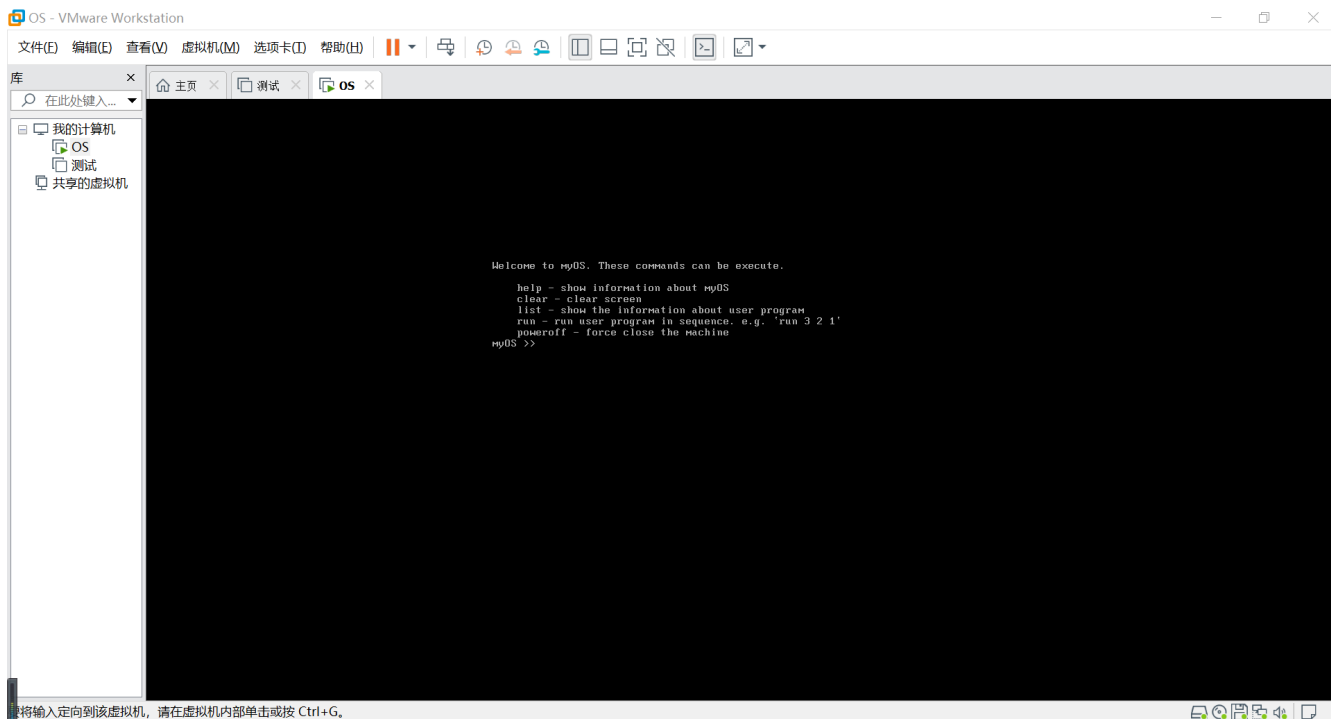 OS - VMware Workstation
文件(F) 编辑(E) 查看(V) 虚拟机(M) 选项卡(T) 帮助(H)
库
在此处键入...
主页 测试 OS
我的计算机
OS
测试
共享的虚拟机
Welcome to myOS. These commands can be execute.
help - show information about myOS
clear - clear screen
list - show the information about user program
run - run user program in sequence. e.g. 'run 3 2 1'
poweroff - force close the machine
myOS >>
将输入定向到该虚拟机，请在虚拟机内部单击或按 Ctrl+G。